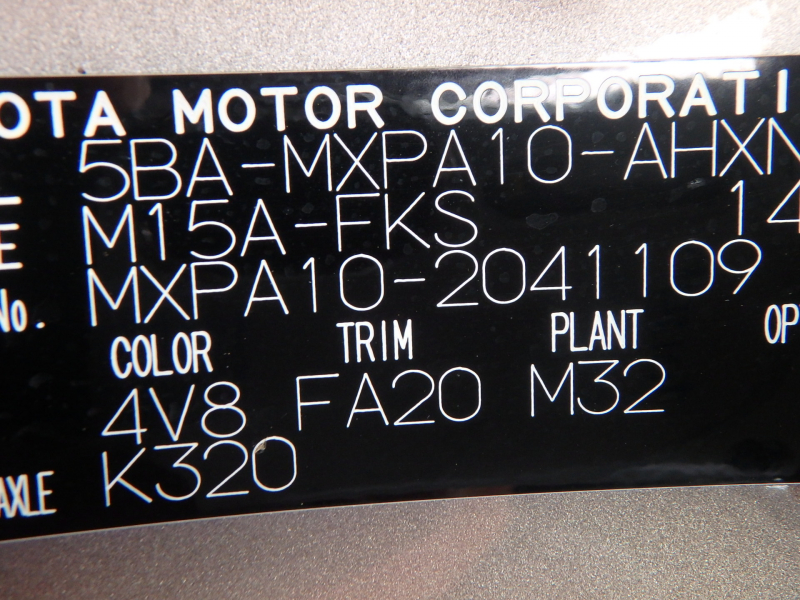 OTA MOTOR CORPORATI
L 5BA-MXPA10-AHXN
E M15A-FKS 14
No. MXPA10-2041109
COLOR TRIM PLANT OP
4V8 FA20 M32
AXLE K320